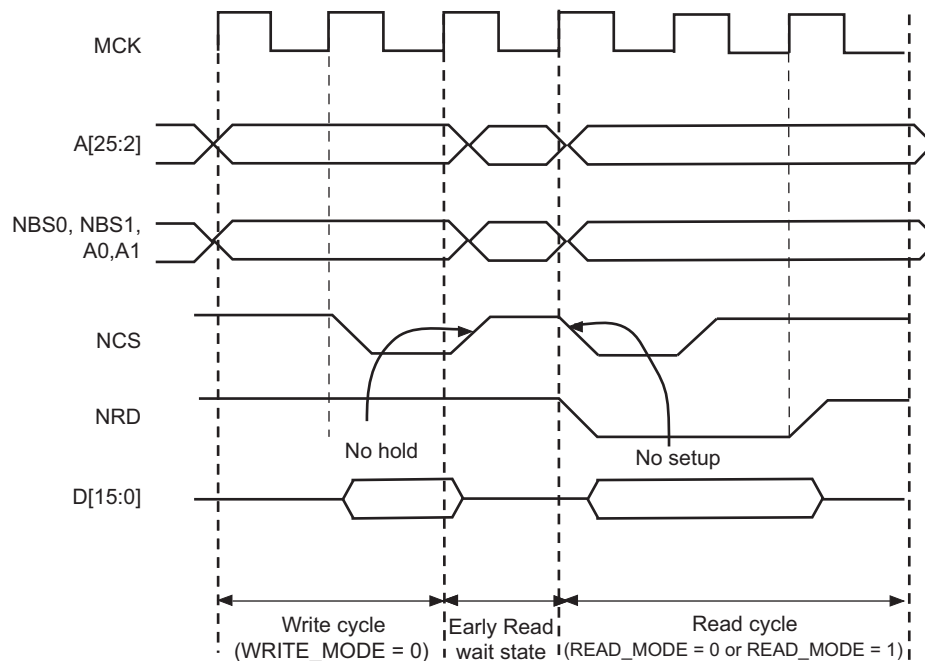 MCK
A[25:2]
NBS0, NBS1,
A0,A1
NCS
NRD
No hold
No setup
D[15:0]
Write cycle
(WRITE_MODE = 0)
Early Read
wait state
Read cycle
(READ_MODE = 0 or READ_MODE = 1)